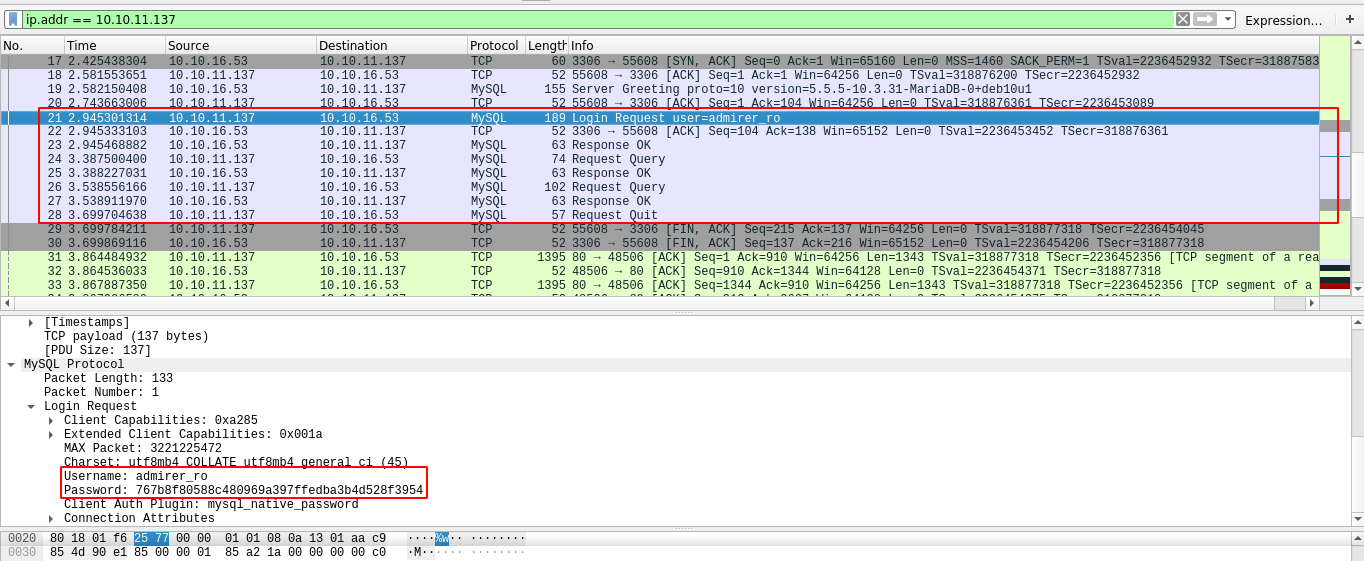 ip.addr == 10.10.11.137 Expression... +
No. Time Source Destination Protocol Length Info
17 2.425438304 10.10.16.53 10.10.11.137 TCP 60 3306 → 55608 [SYN, ACK] Seq=0 Ack=1 Win=65160 Len=0 MSS=1460 SACK_PERM=1 TSval=2236452932 TSecr=31887583
18 2.581553651 10.10.11.137 10.10.16.53 TCP 52 55608 → 3306 [ACK] Seq=1 Ack=1 Win=64256 Len=0 TSval=318876200 TSecr=2236452932
19 2.582150408 10.10.16.53 10.10.11.137 MySQL 155 Server Greeting proto=10 version=5.5.5-10.3.31-MariaDB-0+deb10u1
20 2.743663006 10.10.11.137 10.10.16.53 TCP 52 55608 → 3306 [ACK] Seq=1 Ack=104 Win=64256 Len=0 TSval=318876361 TSecr=2236453089
21 2.945301314 10.10.11.137 10.10.16.53 MySQL 189 Login Request user=admirer_ro
22 2.945333103 10.10.16.53 10.10.11.137 TCP 52 3306 → 55608 [ACK] Seq=104 Ack=138 Win=65152 Len=0 TSval=2236453452 TSecr=318876361
23 2.945468882 10.10.16.53 10.10.11.137 MySQL 63 Response OK
24 3.387500400 10.10.11.137 10.10.16.53 MySQL 74 Request Query
25 3.388227031 10.10.16.53 10.10.11.137 MySQL 63 Response OK
26 3.538556166 10.10.11.137 10.10.16.53 MySQL 102 Request Query
27 3.538911970 10.10.16.53 10.10.11.137 MySQL 63 Response OK
28 3.699704638 10.10.11.137 10.10.16.53 MySQL 57 Request Quit
29 3.699784211 10.10.11.137 10.10.16.53 TCP 52 55608 → 3306 [FIN, ACK] Seq=215 Ack=137 Win=64256 Len=0 TSval=318877318 TSecr=2236454045
30 3.699869116 10.10.16.53 10.10.11.137 TCP 52 3306 → 55608 [FIN, ACK] Seq=137 Ack=216 Win=65152 Len=0 TSval=2236454206 TSecr=318877318
31 3.864484932 10.10.11.137 10.10.16.53 TCP 1395 80 → 48506 [ACK] Seq=1 Ack=910 Win=64256 Len=1343 TSval=318877318 TSecr=2236452356 [TCP segment of a rea
32 3.864536033 10.10.16.53 10.10.11.137 TCP 52 48506 → 80 [ACK] Seq=910 Ack=1344 Win=64128 Len=0 TSval=2236454371 TSecr=318877318
33 3.867887350 10.10.11.137 10.10.16.53 TCP 1395 80 → 48506 [ACK] Seq=1344 Ack=910 Win=64256 Len=1343 TSval=318877318 TSecr=2236452356 [TCP segment of a
[Timestamps]
TCP payload (137 bytes)
[PDU Size: 137]
MySQL Protocol
Packet Length: 133
Packet Number: 1
Login Request
Client Capabilities: 0xa285
Extended Client Capabilities: 0x001a
MAX Packet: 3221225472
Charset: utf8mb4 COLLATE utf8mb4_general_ci (45)
Username: admirer_ro
Password: 767b8f80588c480969a397ffedba3b4d528f3954
Client Auth Plugin: mysql_native_password
Connection Attributes
0020 80 18 01 f6 25 77 00 00 01 01 08 0a 13 01 aa c9 ····%w·· ········
0030 85 4d 90 e1 85 00 00 01 85 a2 1a 00 00 00 00 c0 ·M······ ········